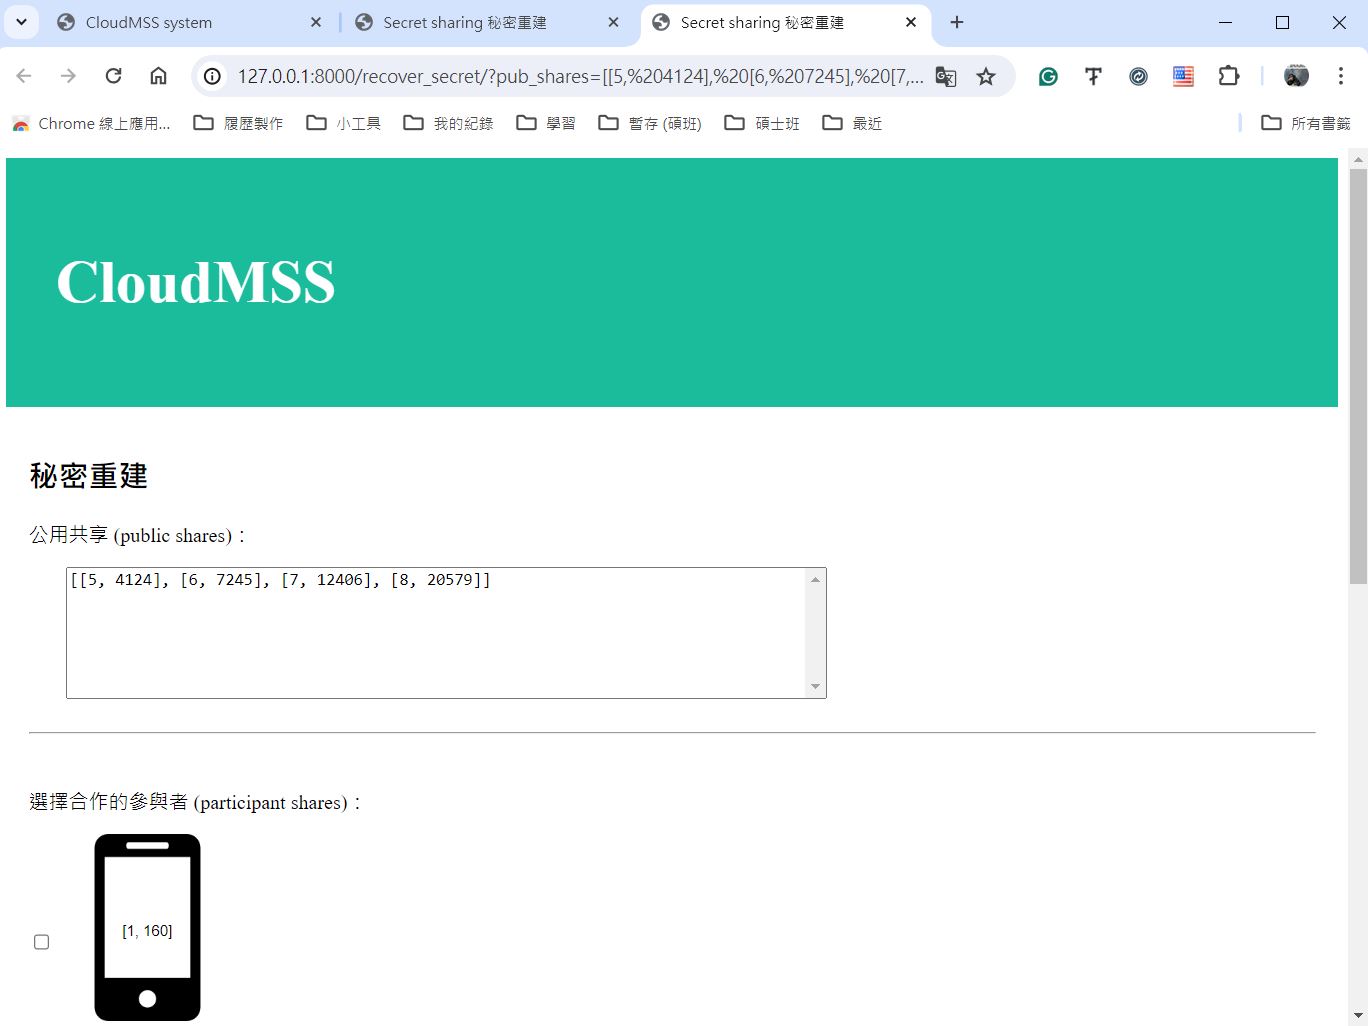 CloudMSS system
Secret sharing 秘密重建
Secret sharing 秘密重建
127.0.0.1:8000/recover_secret/?pub_shares=[[5,%204124],%20[6,%207245],%20[7,...
Chrome 線上應用...
履歷製作
小工具
我的紀錄
學習
暫存 (碩班)
碩士班
最近
所有書籤
CloudMSS
秘密重建
公用共享 (public shares)：
[[5, 4124], [6, 7245], [7, 12406], [8, 20579]]
選擇合作的參與者 (participant shares)：
[1, 160]